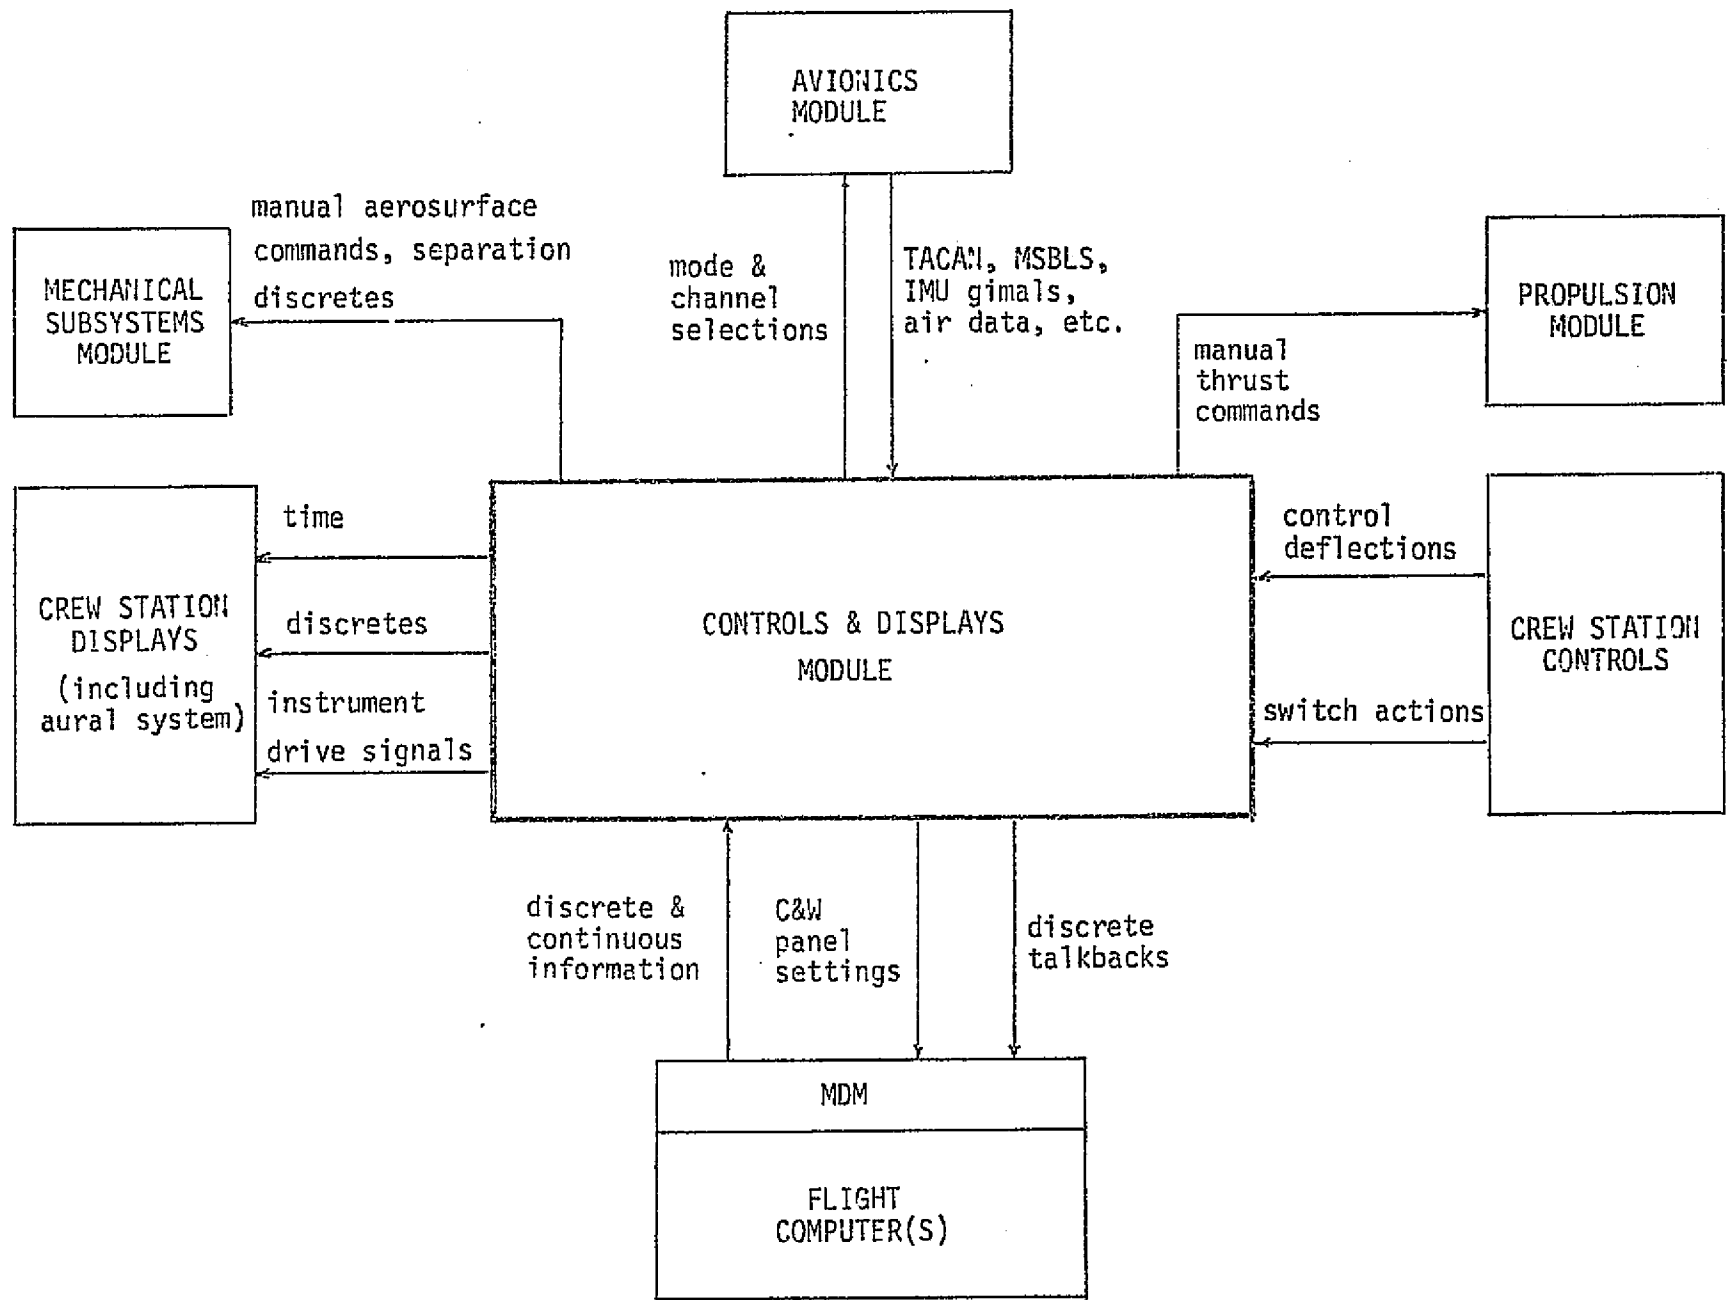 AVIONICS
MODULE
manual aerosurface
commands, separation
discretes
MECHANICAL
SUBSYSTEMS
MODULE
mode &
channel
selections
TACAN, MSBLS,
IMU gimals,
air data, etc.
PROPULSION
MODULE
manual
thrust
commands
time
discretes
instrument
drive signals
CREW STATION
DISPLAYS
(including
aural system)
CONTROLS & DISPLAYS
MODULE
control
deflections
switch actions
CREW STATION
CONTROLS
discrete &
continuous
information
C&W
panel
settings
discrete
talkbacks
MDM
FLIGHT
COMPUTER(S)